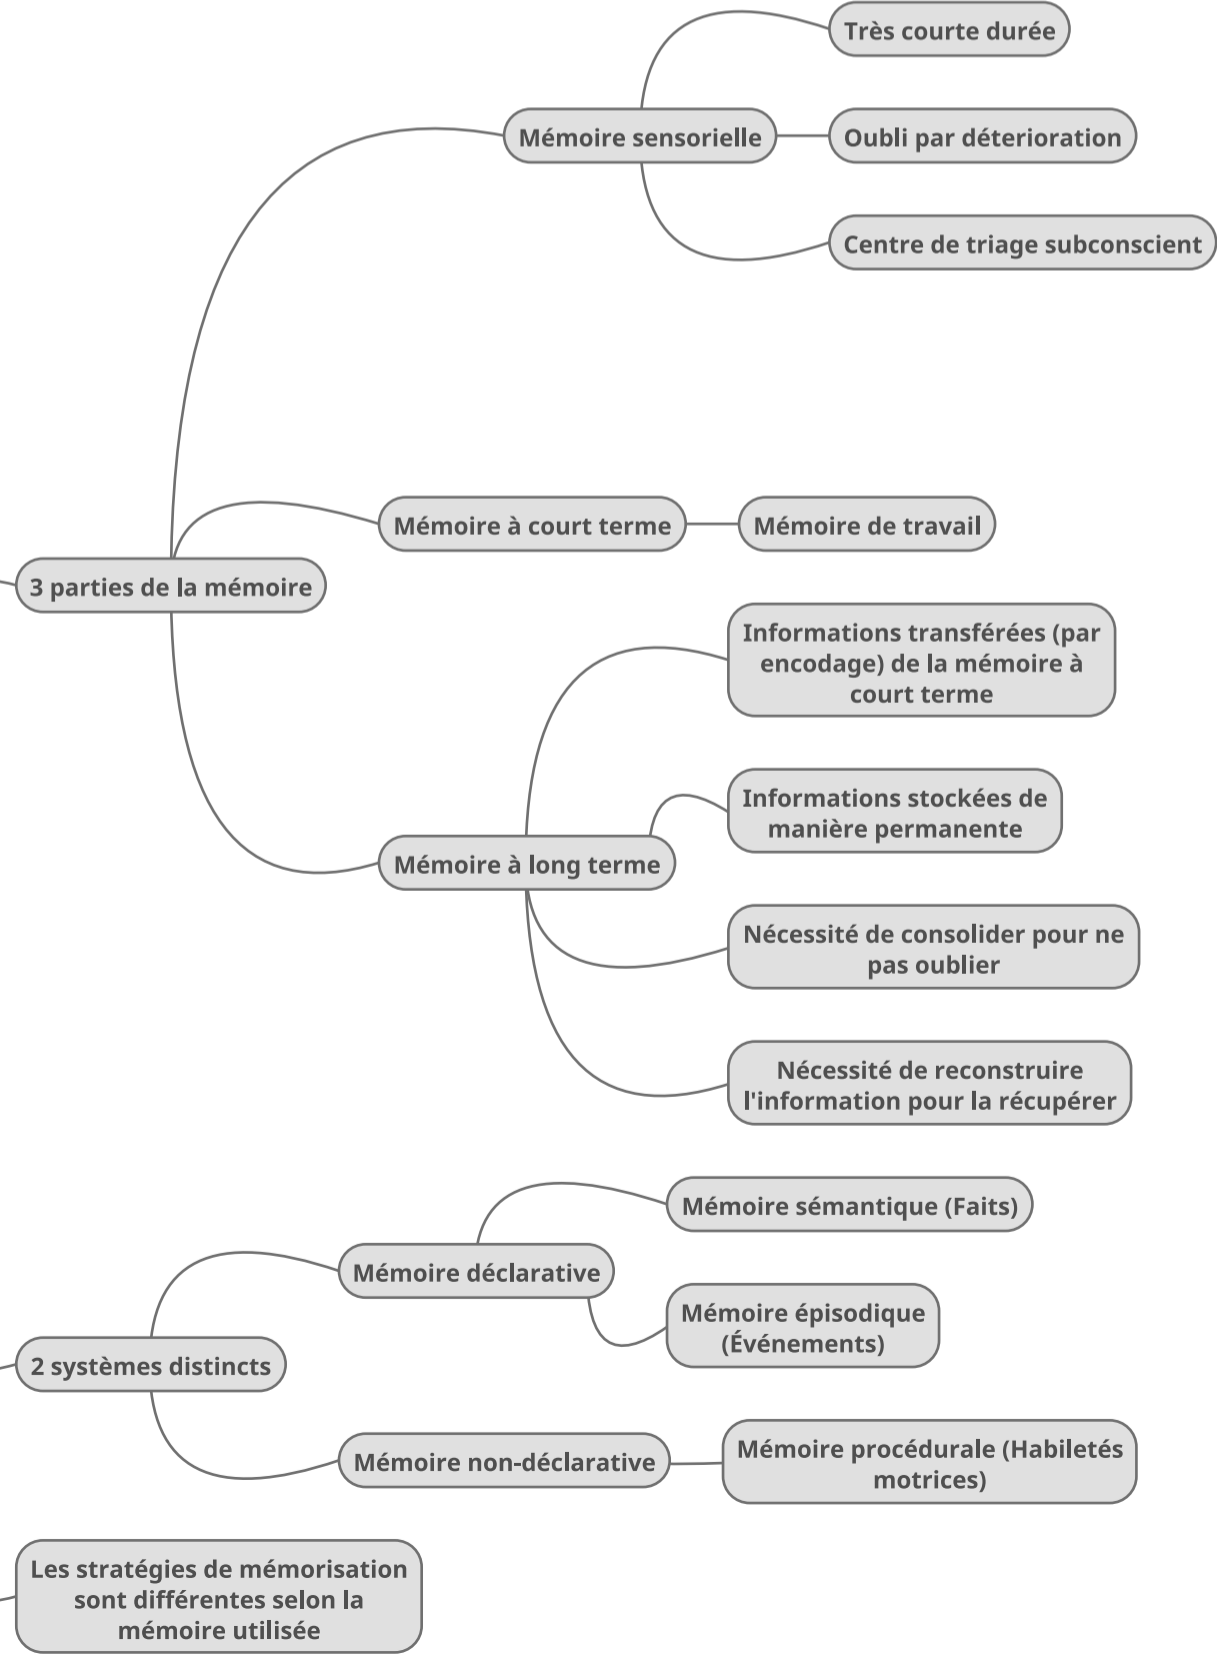 Très courte durée
Mémoire sensorielle
Oubli par déterioration
Centre de triage subconscient
Mémoire à court terme
Mémoire de travail
3 parties de la mémoire
Informations transférées (par
encodage) de la mémoire à
court terme
Informations stockées de
manière permanente
Mémoire à long terme
Nécessité de consolider pour ne
pas oublier
Nécessité de reconstruire
l'information pour la récupérer
Mémoire sémantique (Faits)
Mémoire déclarative
Mémoire épisodique
(Événements)
2 systèmes distincts
Mémoire non-déclarative
Mémoire procédurale (Habiletés
motrices)
Les stratégies de mémorisation
sont différentes selon la
mémoire utilisée